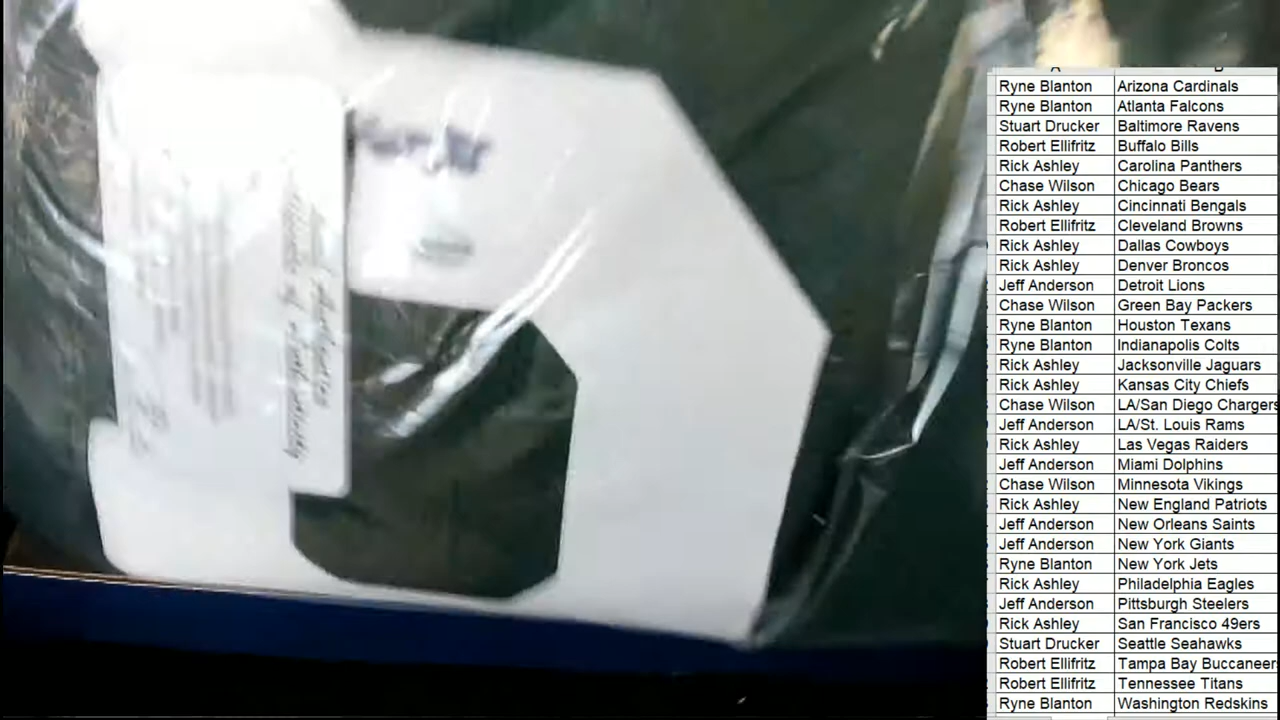 Ryne Blanton Arizona Cardinals
Ryne Blanton Atlanta Falcons
Stuart Drucker Baltimore Ravens
Robert Ellifritz Buffalo Bills
Rick Ashley Carolina Panthers
Chase Wilson Chicago Bears
Rick Ashley Cincinnati Bengals
Robert Ellifritz Cleveland Browns
Rick Ashley Dallas Cowboys
Rick Ashley Denver Broncos
Jeff Anderson Detroit Lions
Chase Wilson Green Bay Packers
Ryne Blanton Houston Texans
Ryne Blanton Indianapolis Colts
Rick Ashley Jacksonville Jaguars
Rick Ashley Kansas City Chiefs
Chase Wilson LA/San Diego Chargers
Jeff Anderson LA/St. Louis Rams
Rick Ashley Las Vegas Raiders
Jeff Anderson Miami Dolphins
Chase Wilson Minnesota Vikings
Rick Ashley New England Patriots
Jeff Anderson New Orleans Saints
Jeff Anderson New York Giants
Ryne Blanton New York Jets
Rick Ashley Philadelphia Eagles
Jeff Anderson Pittsburgh Steelers
Rick Ashley San Francisco 49ers
Stuart Drucker Seattle Seahawks
Robert Ellifritz Tampa Bay Buccaneer
Robert Ellifritz Tennessee Titans
Ryne Blanton Washington Redskins